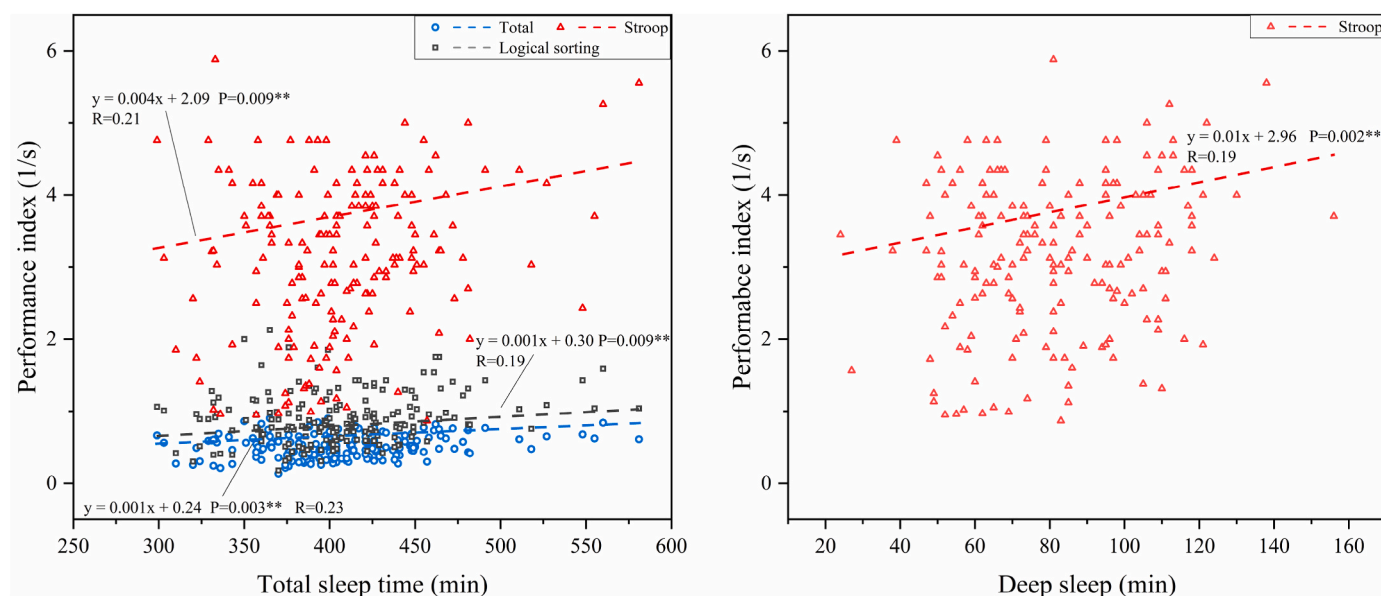 Total Stroop
Logical sorting
y = 0.004x + 2.09 P=0.009**
R=0.21
y = 0.001x + 0.30 P=0.009**
R=0.19
y = 0.001x + 0.24 P=0.003** R=0.23
Performance index (1/s)
6
4
2
0
250 300 350 400 450 500 550 600
Total sleep time (min)
Stroop
y = 0.01x + 2.96 P=0.002**
R=0.19
Perfornabce index (1/s)
6
4
2
0
20 40 60 80 100 120 140 160
Deep sleep (min)